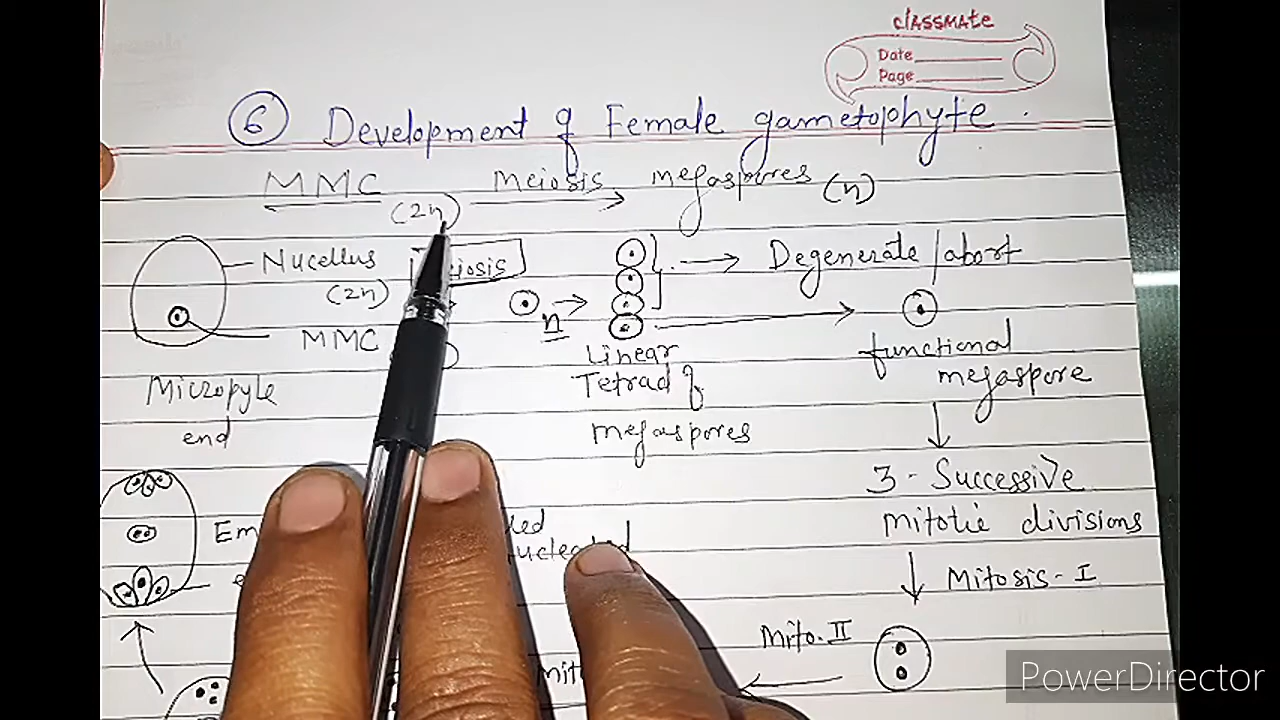 classmate
Date
Page
6 Development of Female gametophyte.
MMC (2n) Meiosis megaspores (n)
Nucellus (2n)
MMC
Micropyle end
n
Linear Tetrad of megaspores
Degenerate/abort
functional megaspore
3 - Successive mitotic divisions
Mitosis - I
Mito. II
PowerDirector